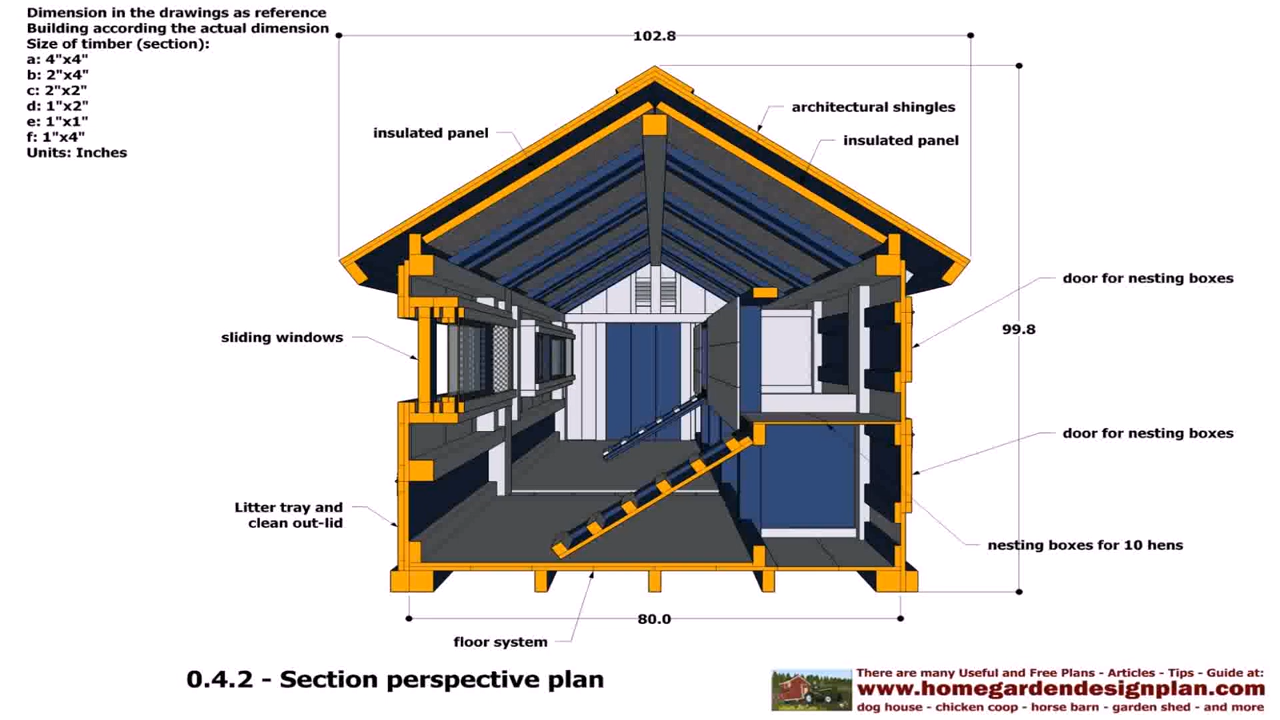 Dimension in the drawings as reference
Building according the actual dimension
Size of timber (section):
a: 4"x4"
b: 2"x4"
c: 2"x2"
d: 1"x2"
e: 1"x1"
f: 1"x4"
Units: Inches
102.8
architectural shingles
insulated panel
insulated panel
door for nesting boxes
99.8
sliding windows
door for nesting boxes
Litter tray and
clean out-lid
nesting boxes for 10 hens
80.0
floor system
0.4.2 - Section perspective plan
There are many Useful and Free Plans - Articles - Tips - Guide at:
www.homegardendesignplan.com
dog house - chicken coop - horse barn - garden shed - and more